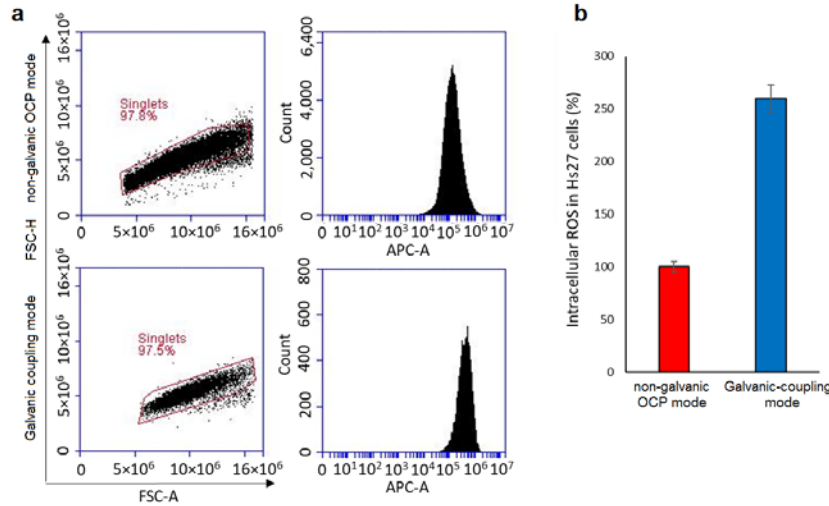 a
non-galvanic OCP mode
16×10⁶
10×10⁶
5×10⁶
0
Singlets
97.8%
0
5×10⁶
10×10⁶
16×10⁶
Count
6,400
4,000
2,000
0
0 10¹ 10² 10³ 10⁴ 10⁵ 10⁶ 10⁷
APC-A
FSC-H
Galvanic coupling mode
16×10⁶
10×10⁶
5×10⁶
0
Singlets
97.5%
0
5×10⁶
10×10⁶
16×10⁶
FSC-A
Count
800
600
400
200
0
0 10¹ 10² 10³ 10⁴ 10⁵ 10⁶ 10⁷
APC-A
b
Intracellular ROS in Hs27 cells (%)
300
250
200
150
100
50
0
non-galvanic
OCP mode
Galvanic-coupling
mode